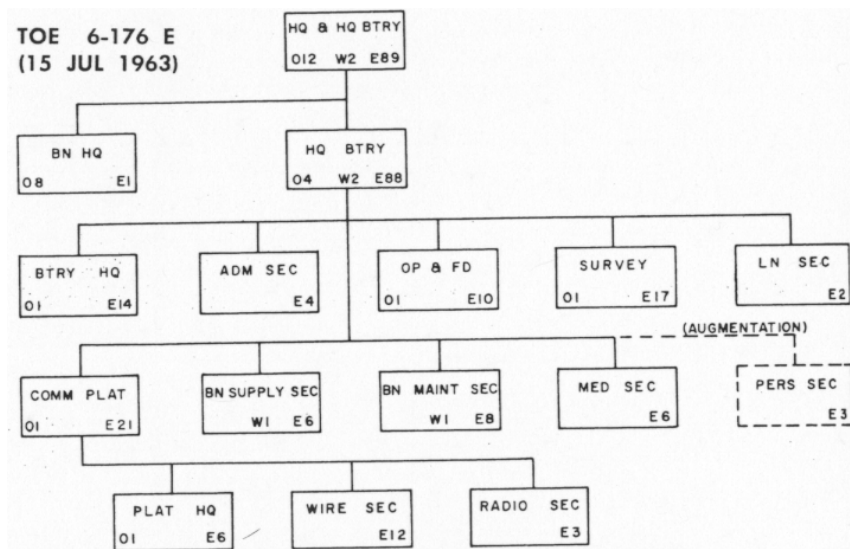 TOE 6-176 E
(15 JUL 1963)
HQ & HQ BTRY
O12 W2 E89
BN HQ
O8 E1
HQ BTRY
O4 W2 E88
BTRY HQ
O1 E14
ADM SEC
E4
OP & FD
O1 E10
SURVEY
O1 E17
LN SEC
E2
(AUGMENTATION)
COMM PLAT
O1 E21
BN SUPPLY SEC
W1 E6
BN MAINT SEC
W1 E8
MED SEC
E6
PERS SEC
E3
PLAT HQ
O1 E6
WIRE SEC
E12
RADIO SEC
E3